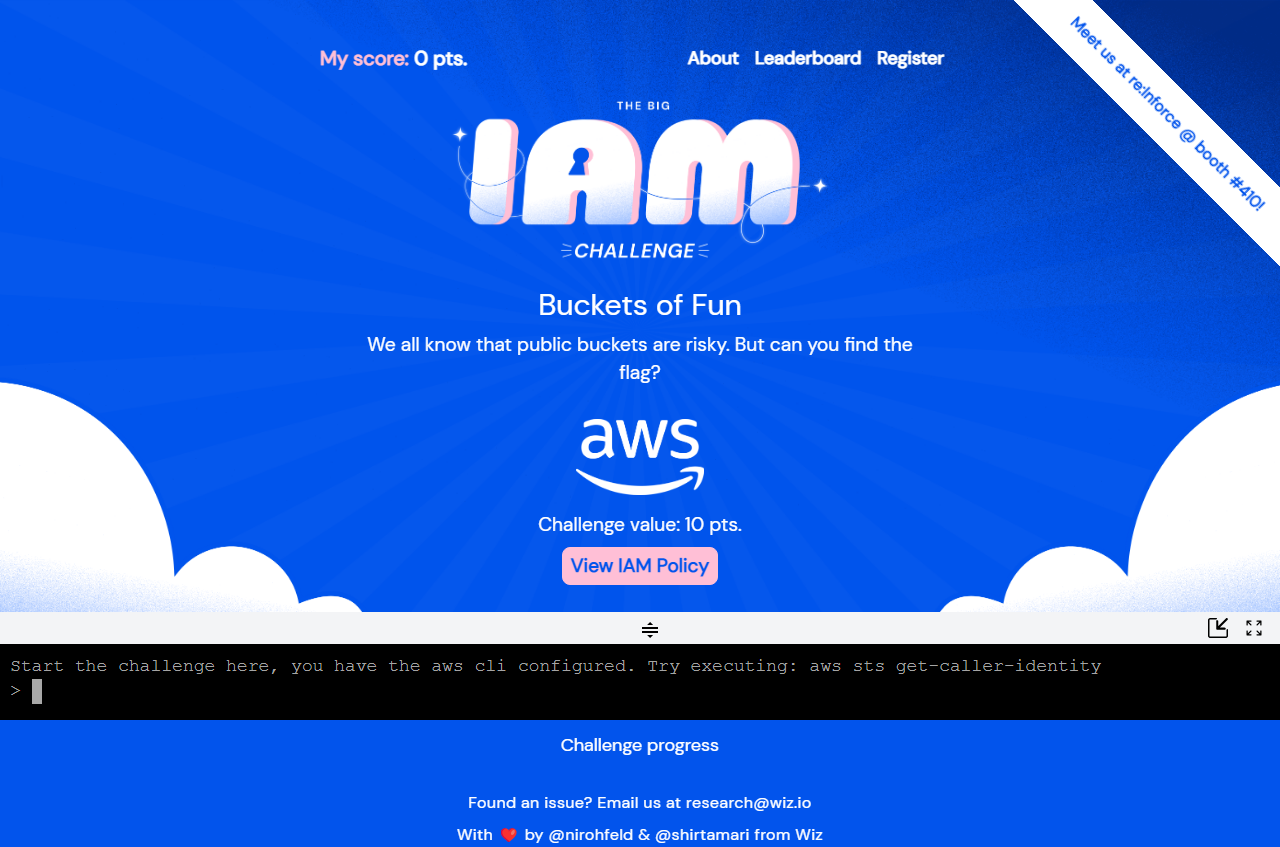 My score: 0 pts.
About Leaderboard Register
Meet us at re:Inforce @ booth #410!
THE BIG
IAM
CHALLENGE
Buckets of Fun
We all know that public buckets are risky. But can you find the
flag?
aws
Challenge value: 10 pts.
View IAM Policy
Start the challenge here, you have the aws cli configured. Try executing: aws sts get-caller-identity
>
Challenge progress
Found an issue? Email us at research@wiz.io
With ❤️ by @nirohfeld & @shirtamari from Wiz